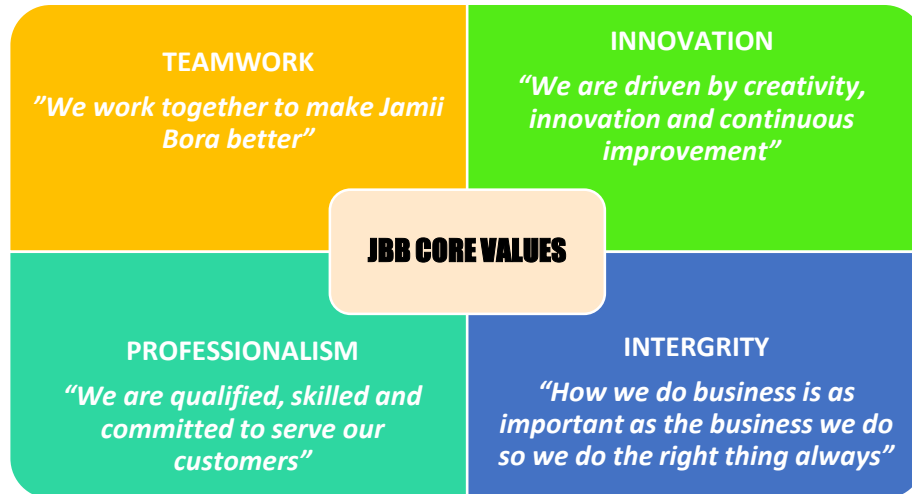 TEAMWORK
”We work together to make Jamii
Bora better”
INNOVATION
“We are driven by creativity,
innovation and continuous
improvement”
JBB CORE VALUES
PROFESSIONALISM
“We are qualified, skilled and
committed to serve our
customers”
INTERGRITY
“How we do business is as
important as the business we do
so we do the right thing always”